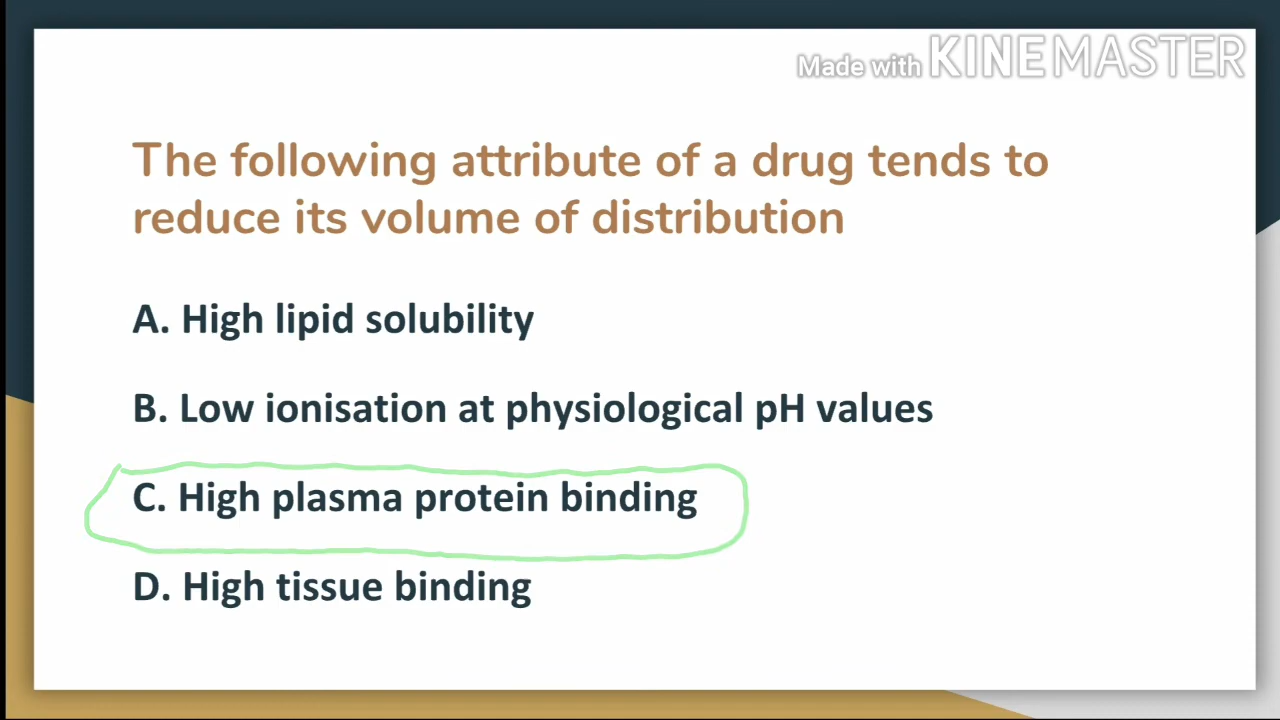 Made with KINEMASTER
The following attribute of a drug tends to
reduce its volume of distribution
A. High lipid solubility
B. Low ionisation at physiological pH values
C. High plasma protein binding
D. High tissue binding